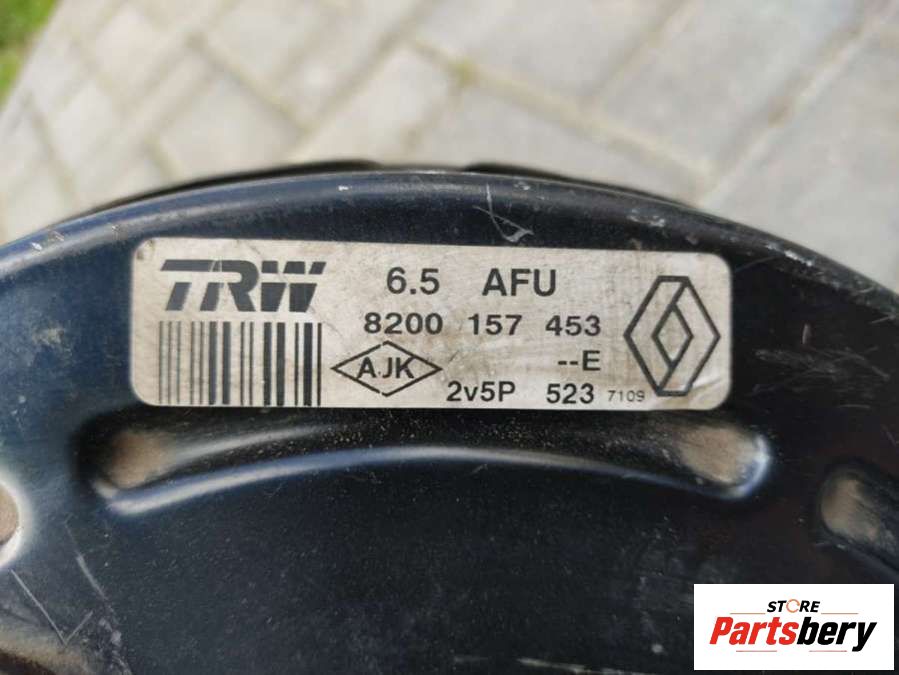 TRW 6.5 AFU
8200 157 453
AJK --E
2v5P 523 7109
STORE
Partsbery